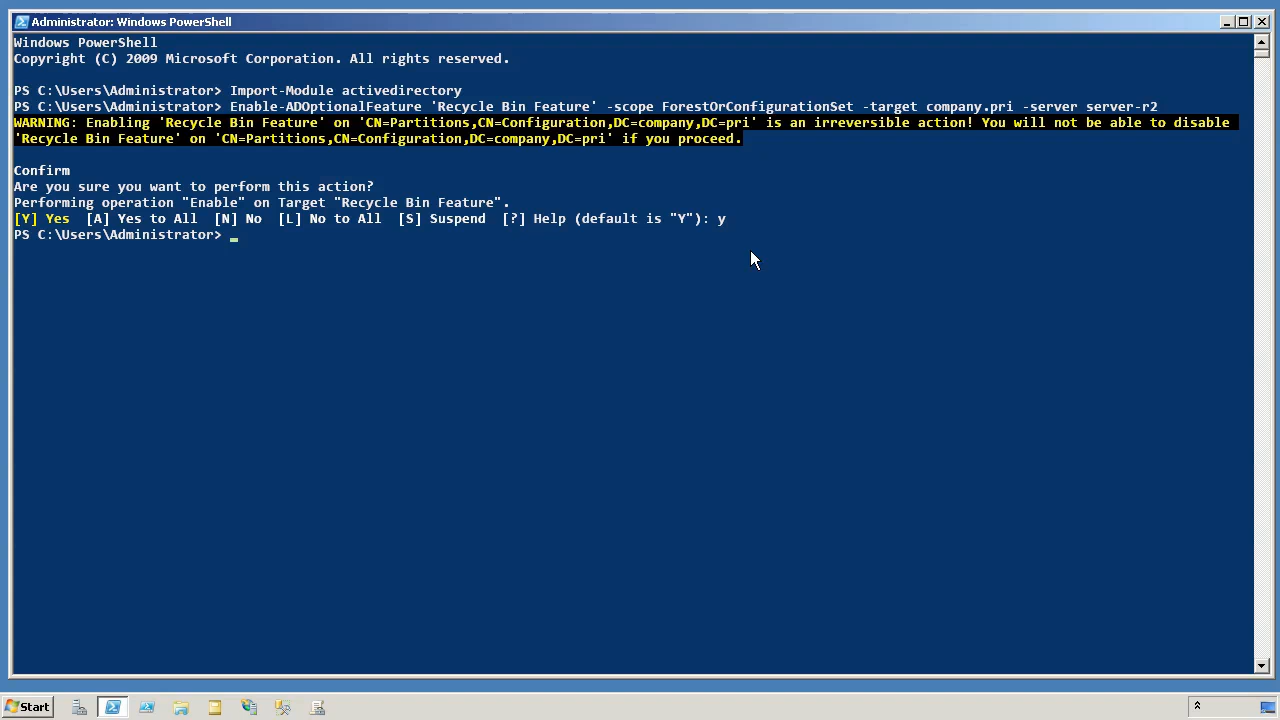 Administrator: Windows PowerShell
Windows PowerShell
Copyright (C) 2009 Microsoft Corporation. All rights reserved.
PS C:\Users\Administrator> Import-Module activedirectory
PS C:\Users\Administrator> Enable-ADOptionalFeature 'Recycle Bin Feature' -scope ForestOrConfigurationSet -target company.pri -server server-r2
WARNING: Enabling 'Recycle Bin Feature' on 'CN=Partitions,CN=Configuration,DC=company,DC=pri' is an irreversible action! You will not be able to disable
'Recycle Bin Feature' on 'CN=Partitions,CN=Configuration,DC=company,DC=pri' if you proceed.
Confirm
Are you sure you want to perform this action?
Performing operation "Enable" on Target "Recycle Bin Feature".
[Y] Yes  [A] Yes to All  [N] No  [L] No to All  [S] Suspend  [?] Help (default is "Y"): y
PS C:\Users\Administrator> _
Start